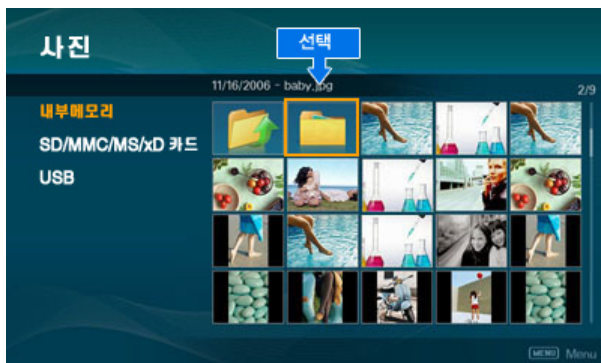 사진
선택
11/16/2006 - baby.jpg
2/9
내부메모리
SD/MMC/MS/xD 카드
USB
MENU Menu